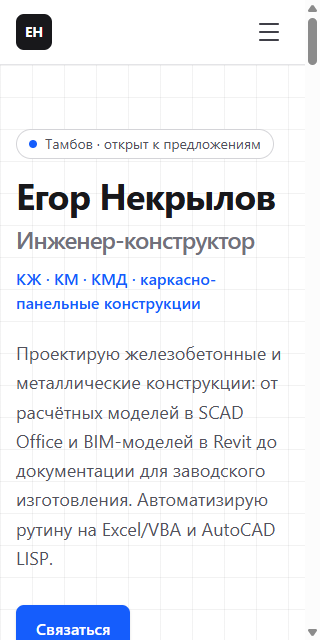 ЕН
Тамбов · открыт к предложениям
Егор Некрылов
Инженер-конструктор
КЖ · КМ · КМД · каркасно-
панельные конструкции
Проектирую железобетонные и
металлические конструкции: от
расчётных моделей в SCAD
Office и BIM-моделей в Revit до
документации для заводского
изготовления. Автоматизирую
рутину на Excel/VBA и AutoCAD
LISP.
Связаться